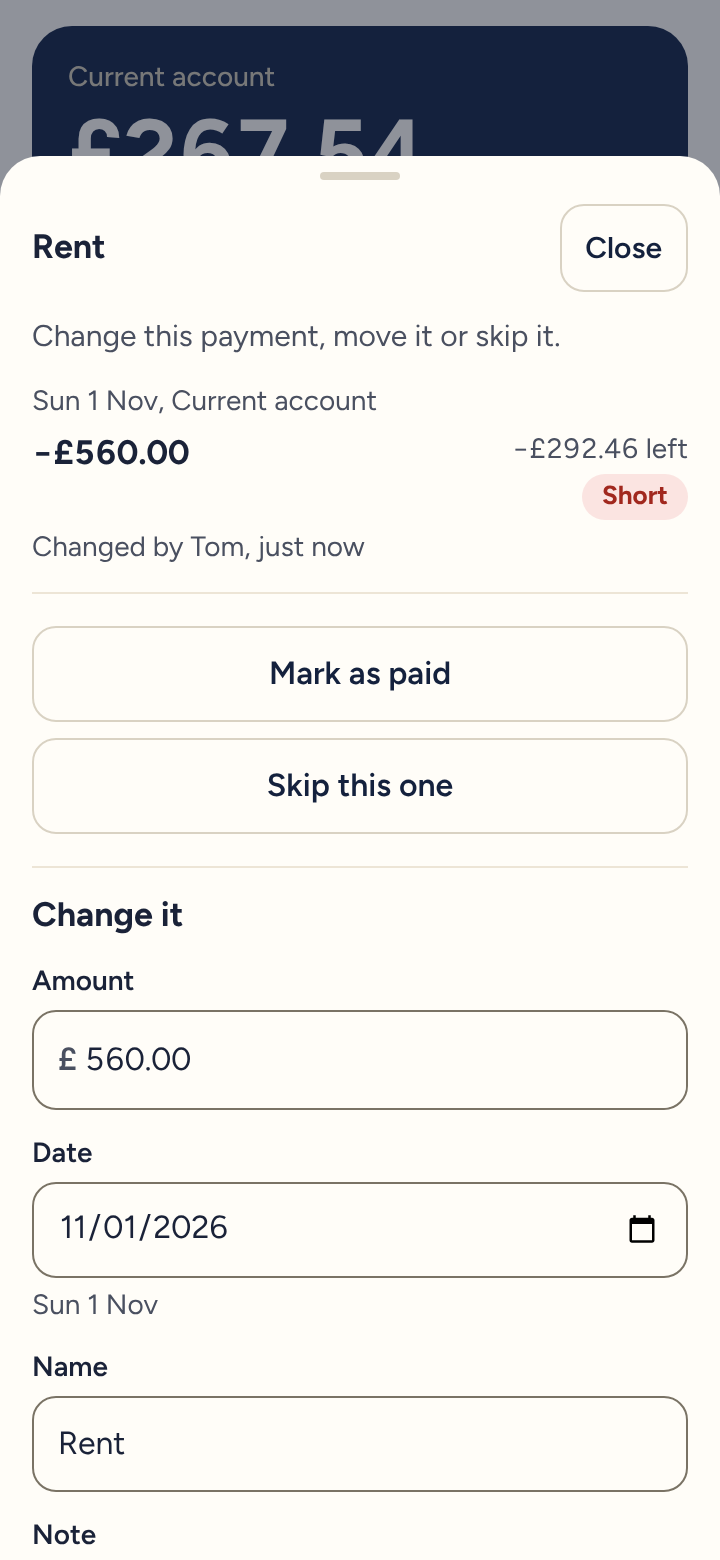 Current account
£267.54
Rent
Close
Change this payment, move it or skip it.
Sun 1 Nov, Current account
−£560.00
−£292.46 left
Short
Changed by Tom, just now
Mark as paid
Skip this one
Change it
Amount
£ 560.00
Date
11/01/2026
Sun 1 Nov
Name
Rent
Note